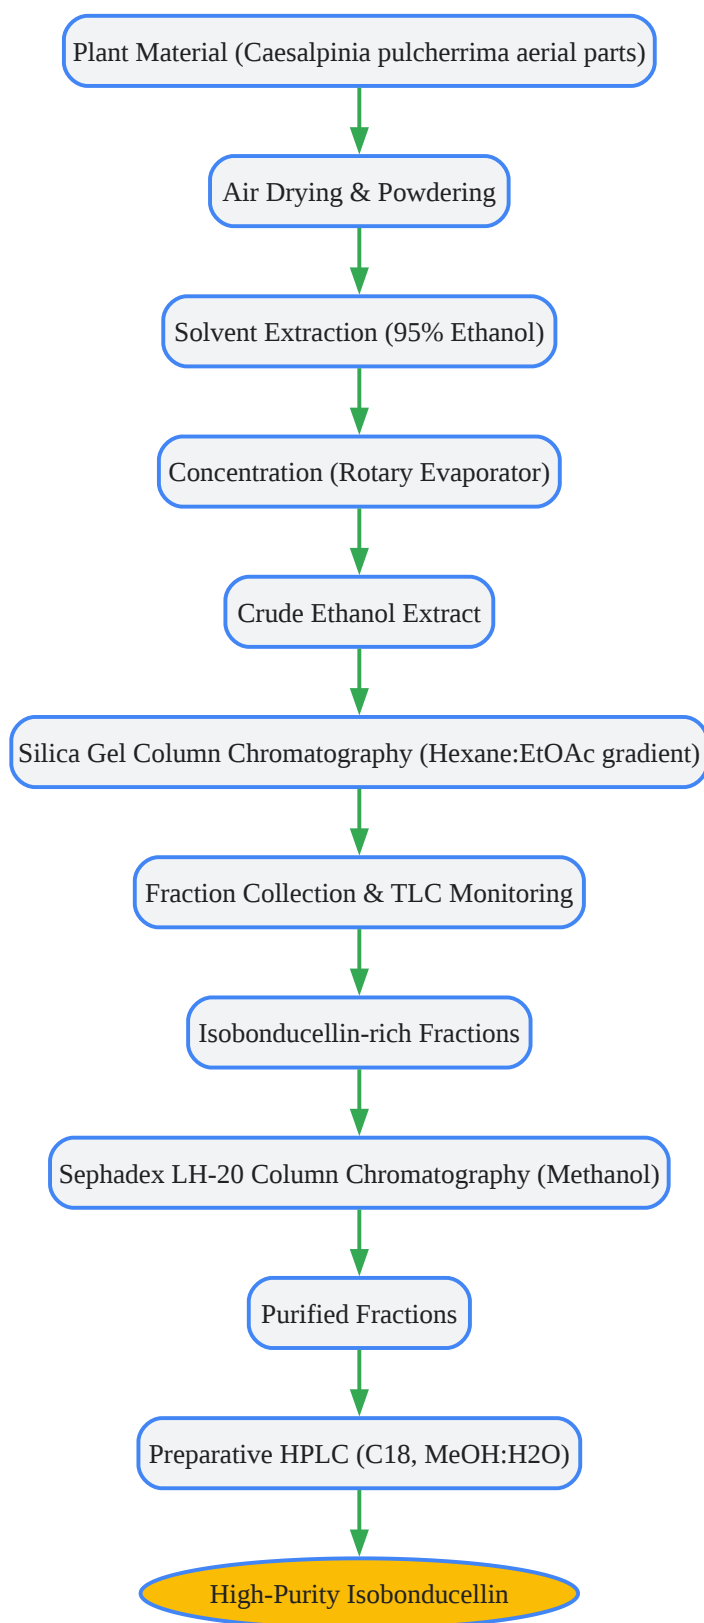 Plant Material (Caesalpinia pulcherrima aerial parts)
Air Drying & Powdering
Solvent Extraction (95% Ethanol)
Concentration (Rotary Evaporator)
Crude Ethanol Extract
Silica Gel Column Chromatography (Hexane:EtOAc gradient)
Fraction Collection & TLC Monitoring
Isobonducellin-rich Fractions
Sephadex LH-20 Column Chromatography (Methanol)
Purified Fractions
Preparative HPLC (C18, MeOH:H2O)
High-Purity Isobonducellin